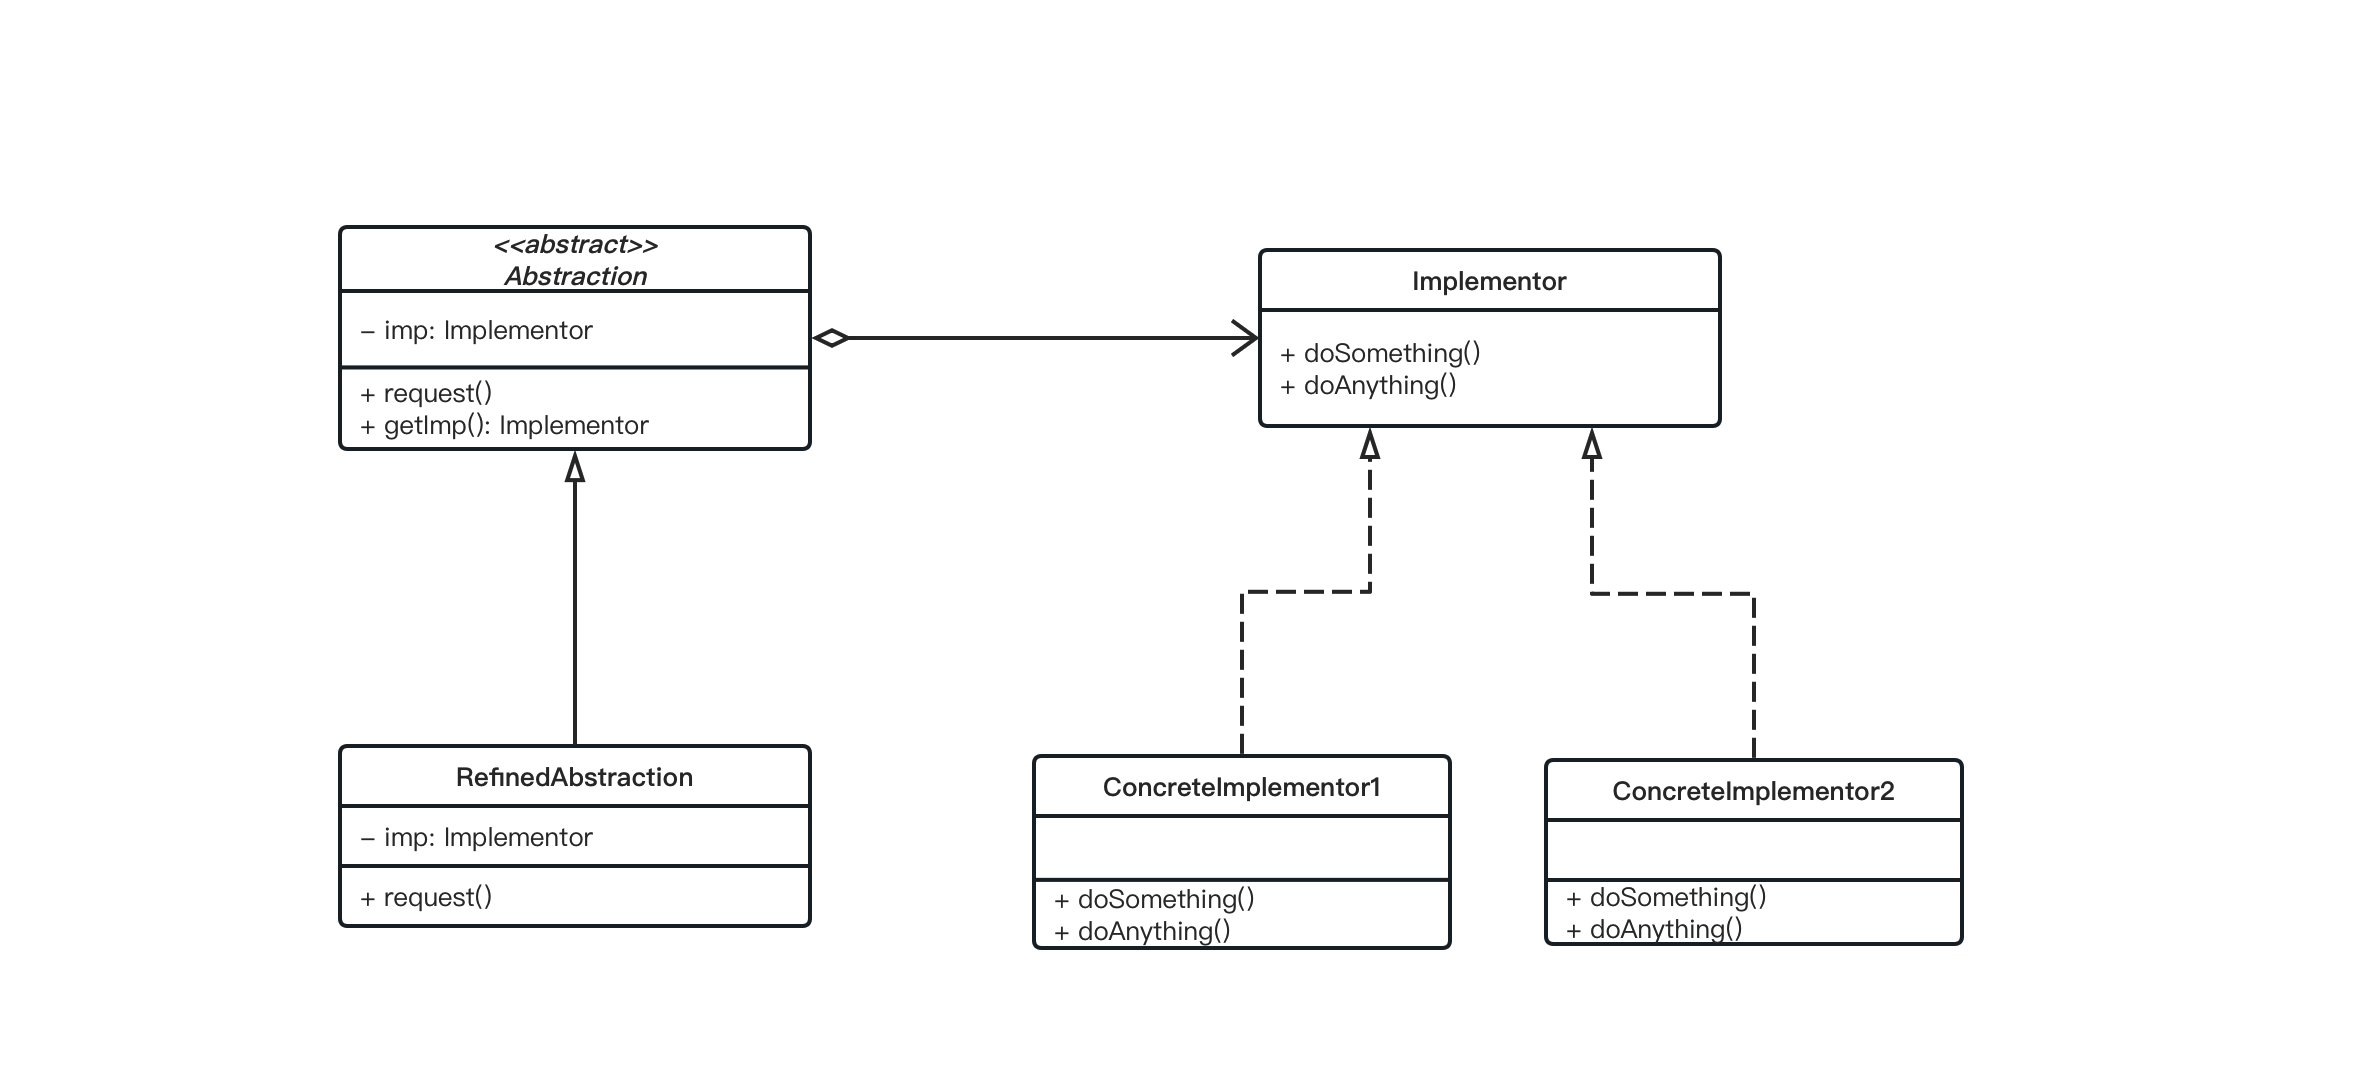 <<abstract>>
Abstraction
– imp: Implementor
+ request()
+ getImp(): Implementor
Implementor
+ doSomething()
+ doAnything()
RefinedAbstraction
– imp: Implementor
+ request()
ConcreteImplementor1
+ doSomething()
+ doAnything()
ConcreteImplementor2
+ doSomething()
+ doAnything()